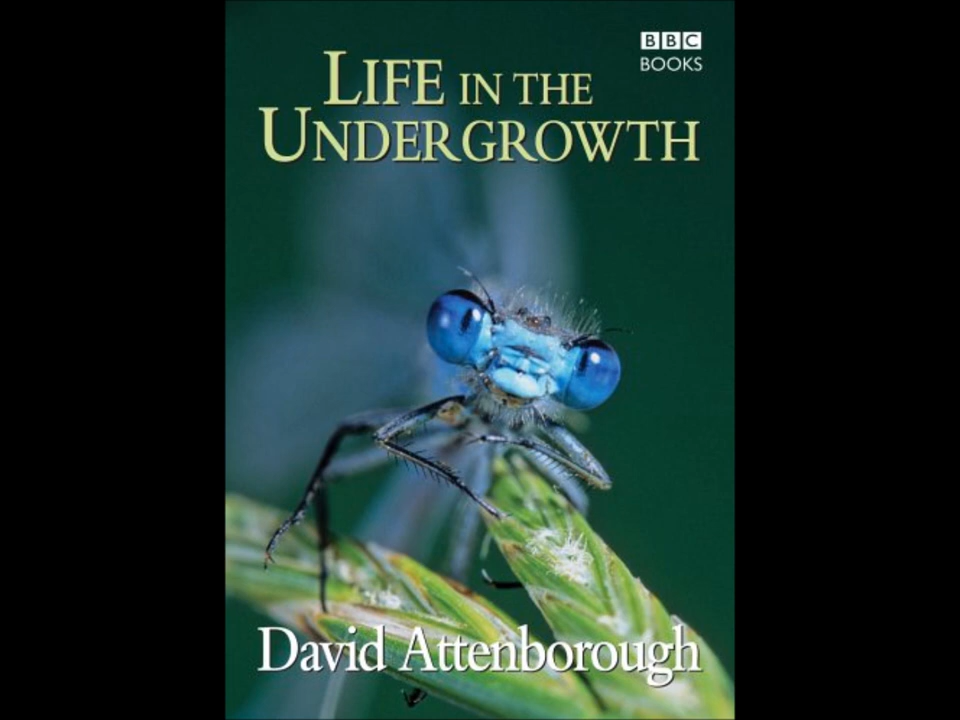 BBC
BOOKS
LIFE IN THE
UNDERGROWTH
David Attenborough